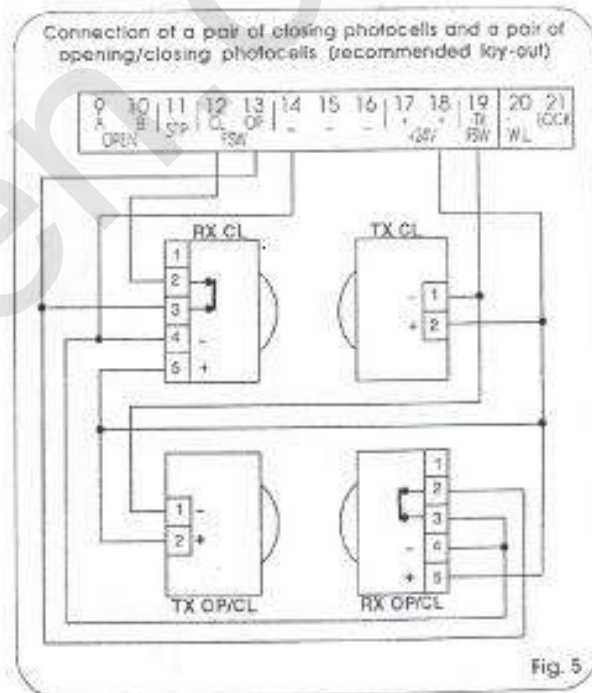 Connection of a pair of closing photocells and a pair of
opening/closing photocells (recommended lay-out)
9 10 11 12 13 14 15 16 17 18 19 20 21
A B STP CL OP - - - + + -TX - LOCK
OPEN FSW +24V FSW W.L.
RX CL
TX CL
1
2
3
4 -
5 +
- 1
+ 2
1 -
2 +
1
2
3
- 4
+ 5
TX OP/CL
RX OP/CL
Fig. 5